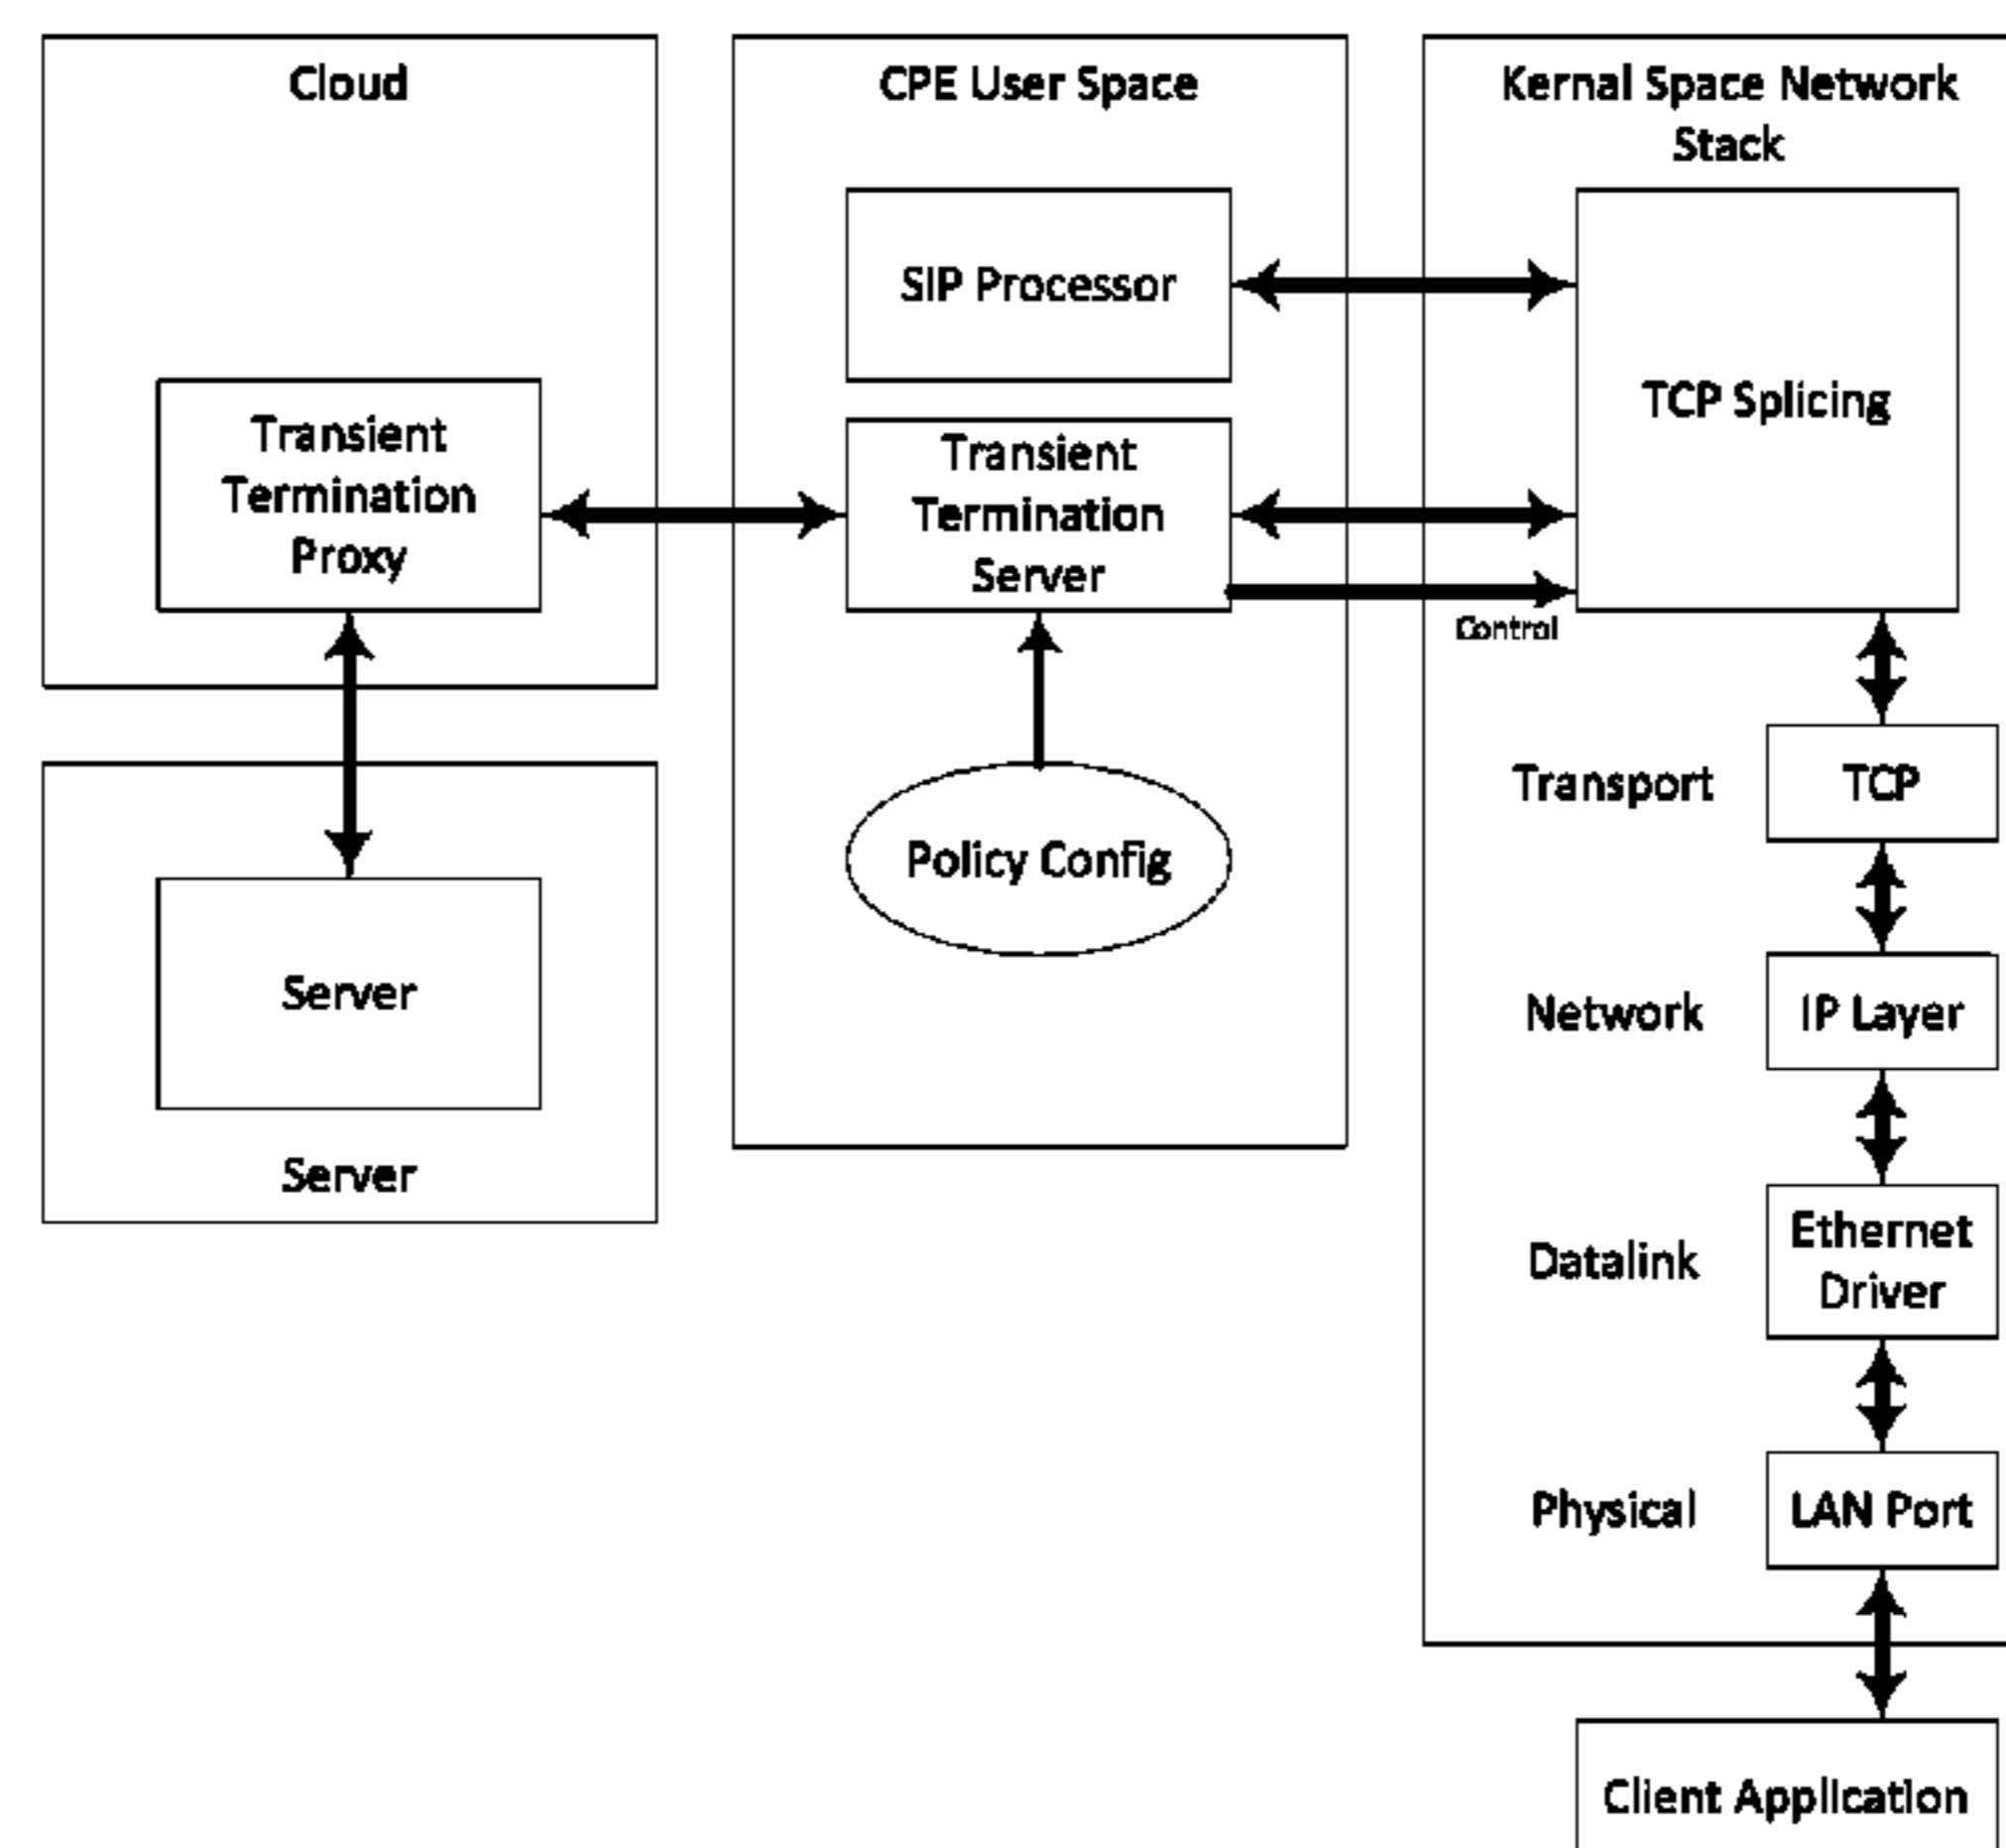 Cloud
Transient
Termination
Proxy
Server
Server
CPE User Space
SIP Processor
Transient
Termination
Server
Policy Config
Control
Kernal Space Network
Stack
TCP Splicing
Transport
TCP
Network
IP Layer
Datalink
Ethernet
Driver
Physical
LAN Port
Client Application